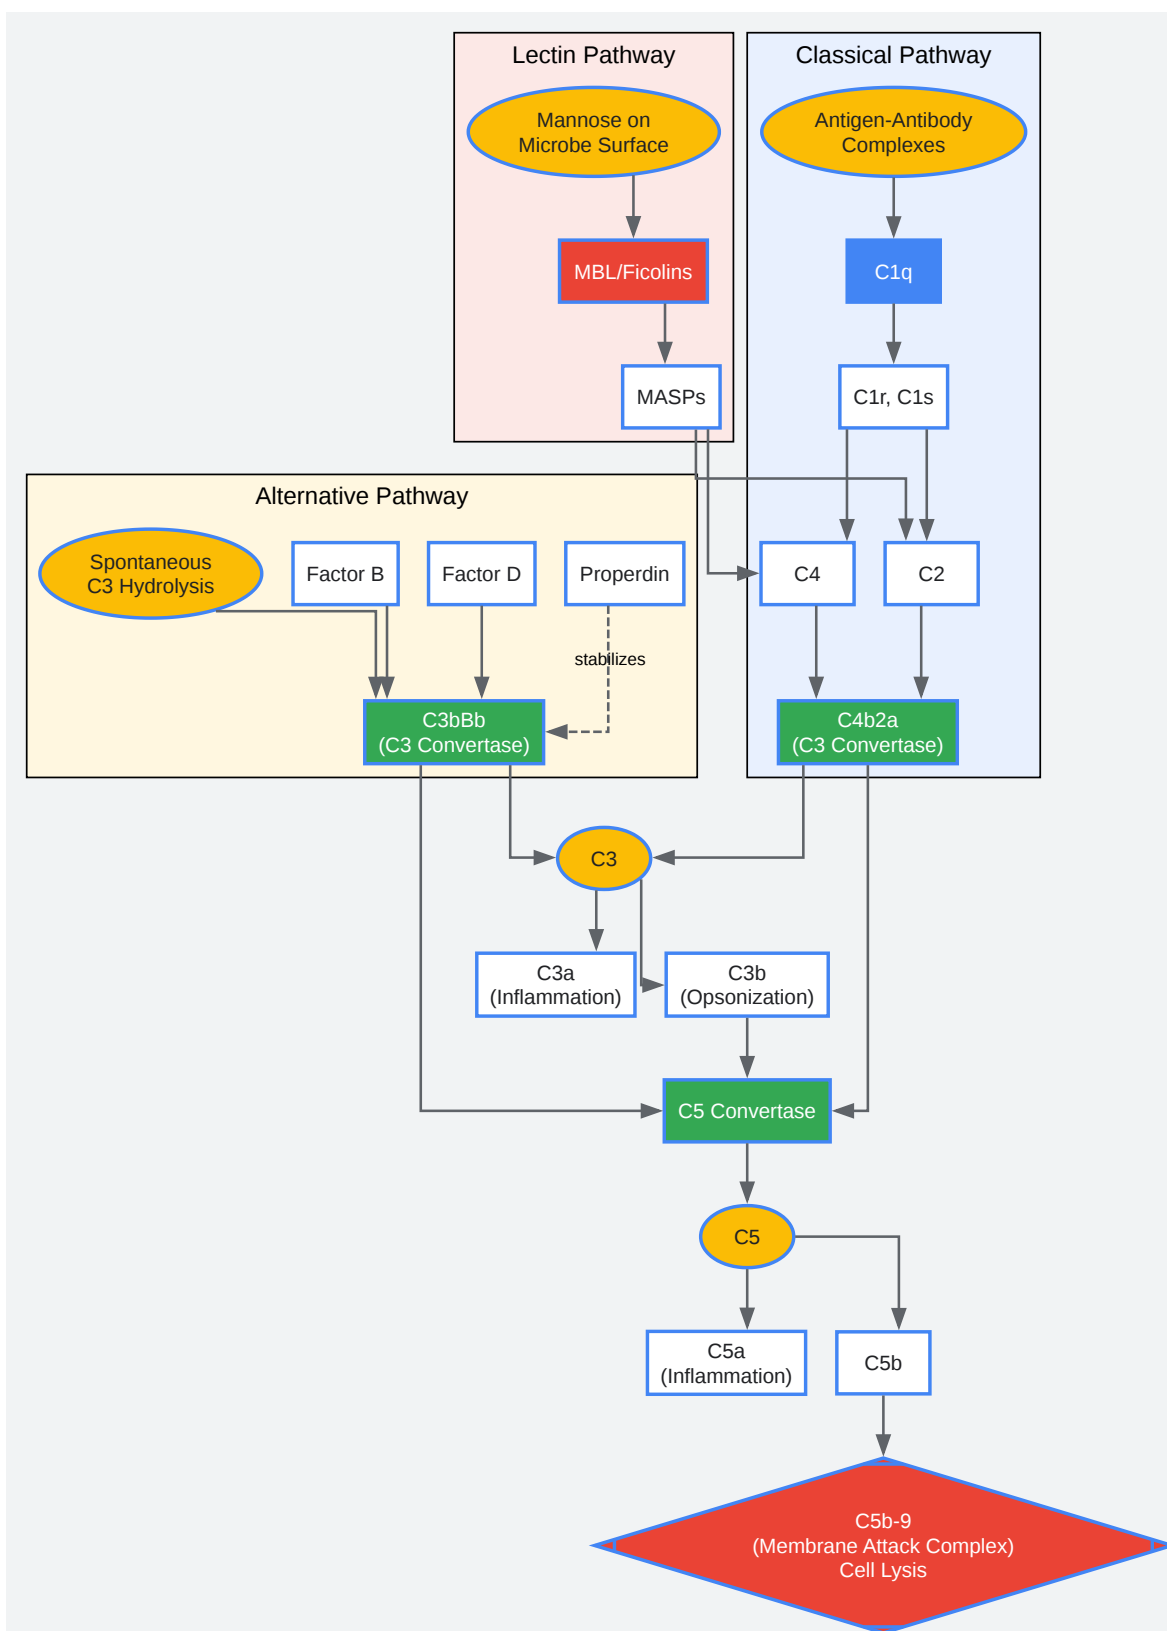 Lectin Pathway
Classical Pathway
Mannose on
Microbe Surface
Antigen-Antibody
Complexes
MBL/Ficolins
C1q
MASPs
C1r, C1s
Alternative Pathway
Spontaneous
C3 Hydrolysis
Factor B
Factor D
Properdin
C4
C2
stabilizes
C3bBb
(C3 Convertase)
C4b2a
(C3 Convertase)
C3
C3a
(Inflammation)
C3b
(Opsonization)
C5 Convertase
C5
C5a
(Inflammation)
C5b
C5b-9
(Membrane Attack Complex)
Cell Lysis